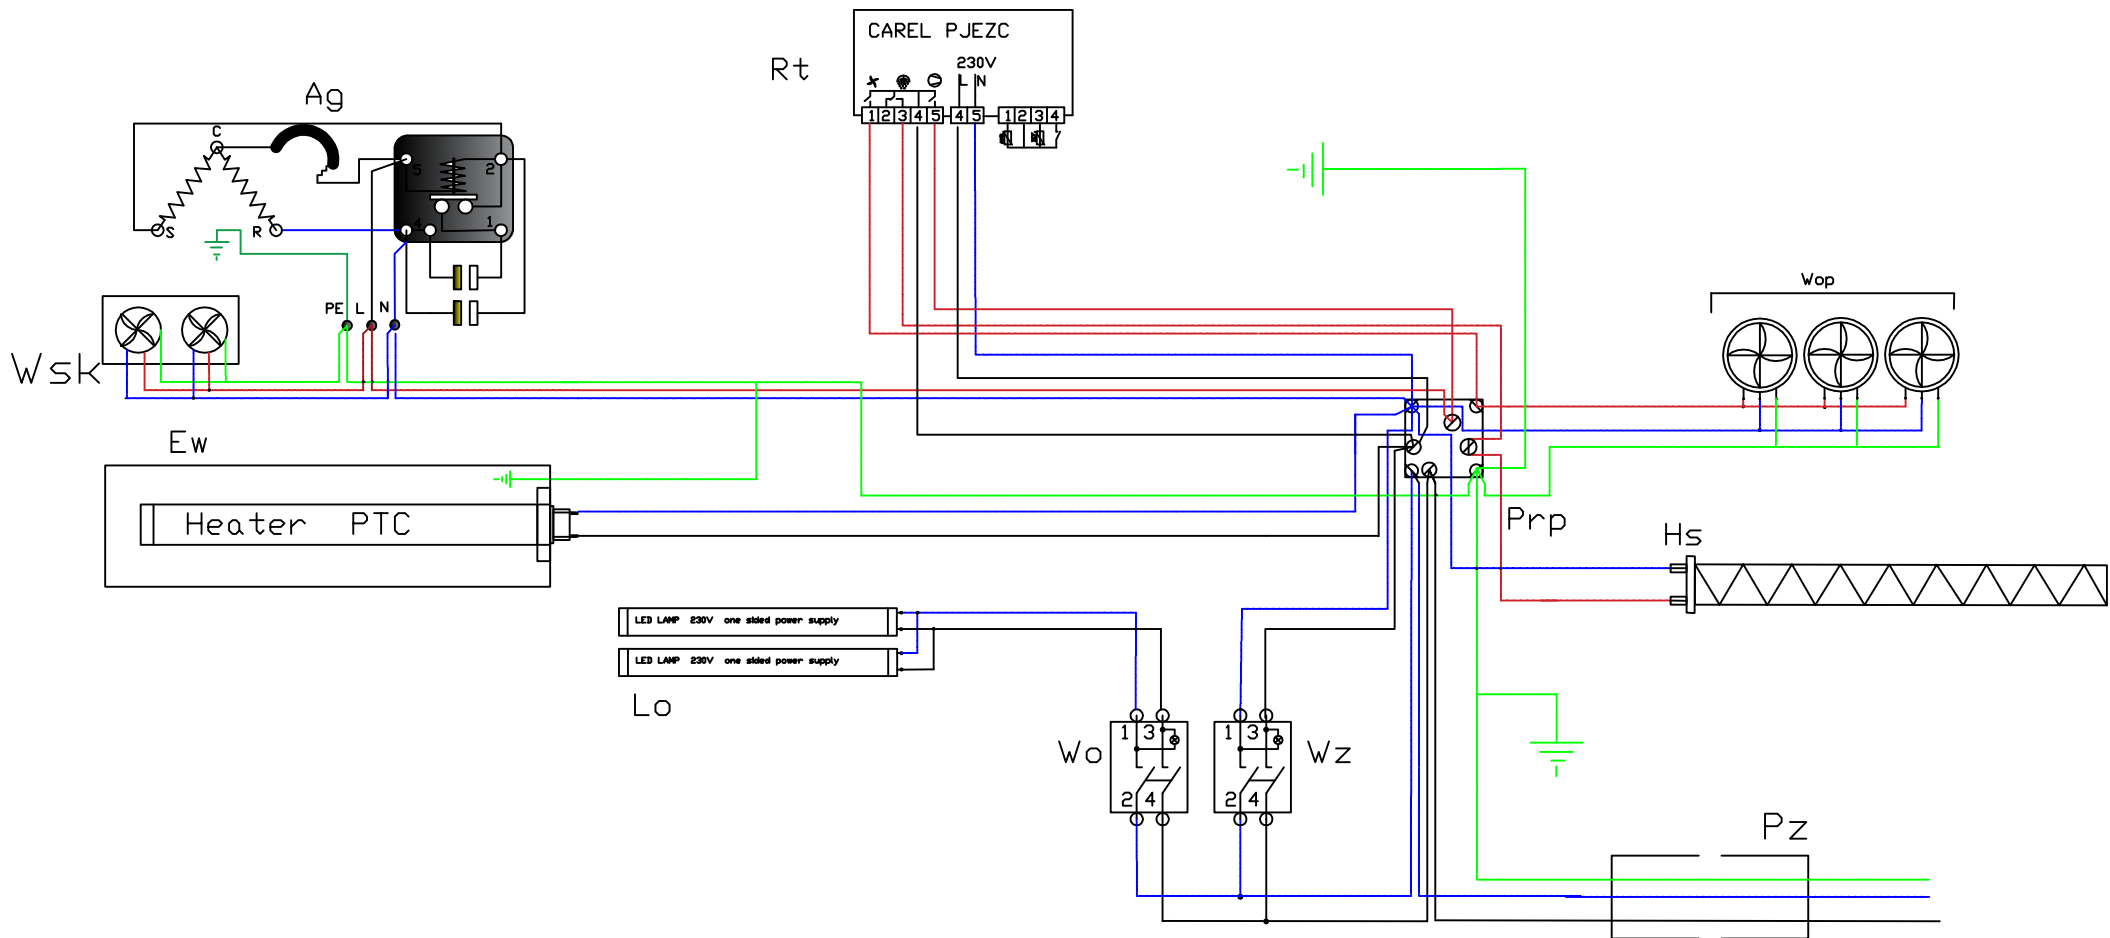 CAREL PJEZC
Rt
230V
L N
1 2 3 4 5 4 5 1 2 3 4
Ag
C
S
R
5
2
4
1
PE L N
Wsk
Wop
Ew
Heater PTC
Prp
Hs
LED LAMP 230V one sided power supply
LED LAMP 230V one sided power supply
Lo
1 3
2 4
Wo
1 3
2 4
Wz
Pz